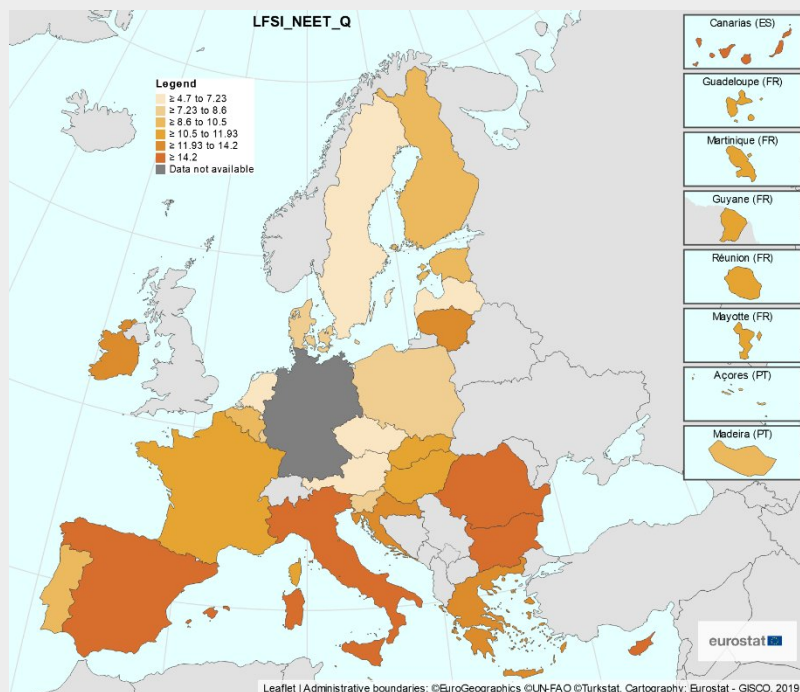 LFSI_NEET_Q
Legend
≥ 4.7 to 7.23
≥ 7.23 to 8.6
≥ 8.6 to 10.5
≥ 10.5 to 11.93
≥ 11.93 to 14.2
≥ 14.2
Data not available
Canarias (ES)
Guadeloupe (FR)
Martinique (FR)
Guyane (FR)
Réunion (FR)
Mayotte (FR)
Açores (PT)
Madeira (PT)
eurostat
Leaflet | Administrative boundaries: ©EuroGeographics ©UN-FAO ©Turkstat, Cartography: Eurostat - GISCO, 2019